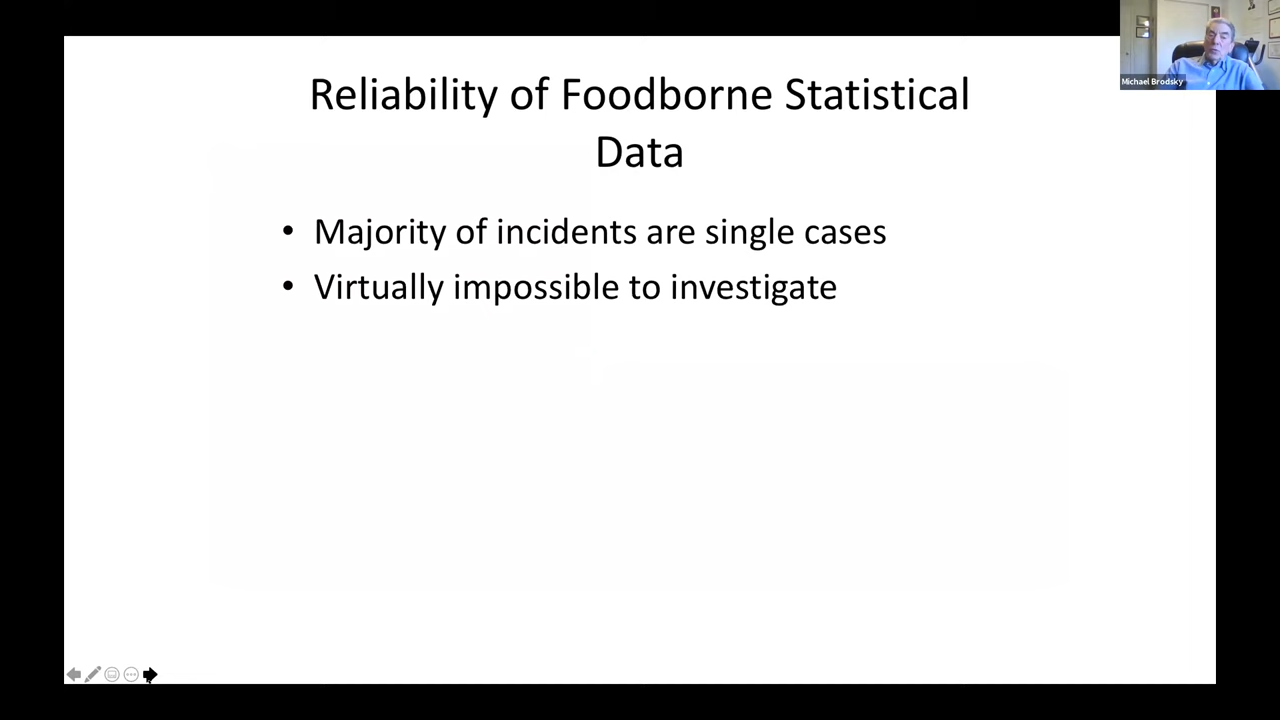 Michael Brodsky
Reliability of Foodborne Statistical
Data
• Majority of incidents are single cases
• Virtually impossible to investigate